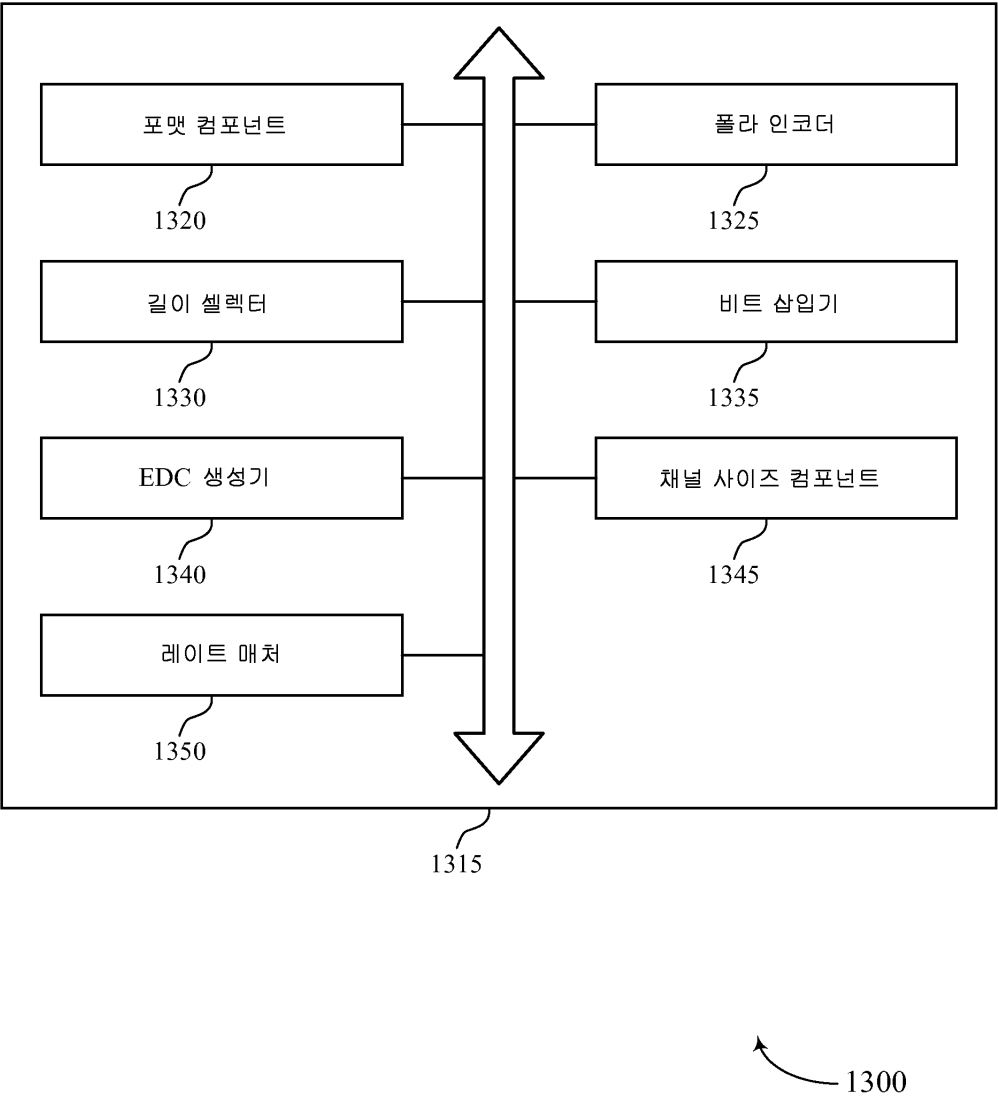 포맷 컴포넌트
1320
폴라 인코더
1325
길이 셀렉터
1330
비트 삽입기
1335
EDC 생성기
1340
채널 사이즈 컴포넌트
1345
레이트 매처
1350
1315
1300